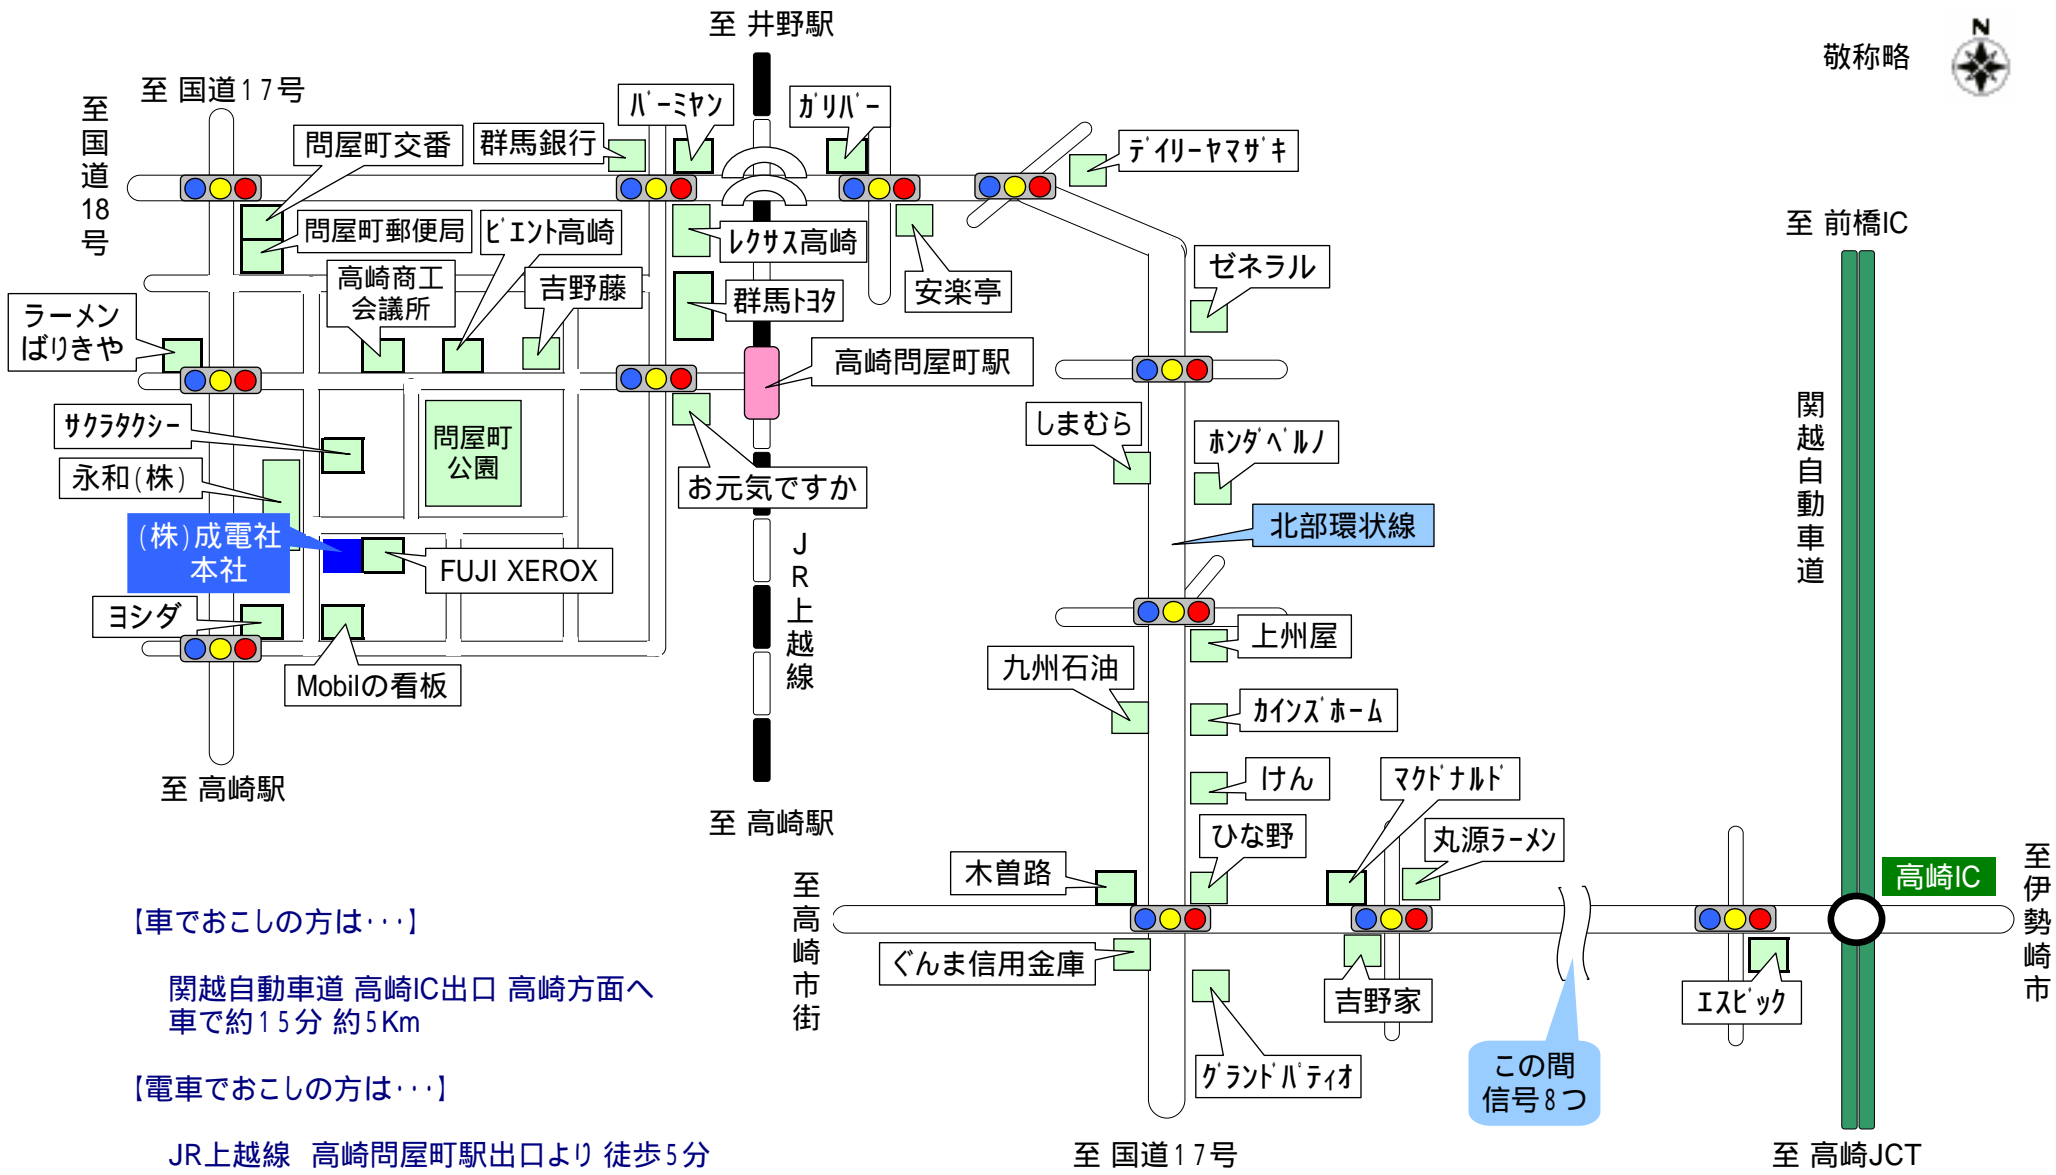 至 井野駅
敬称略
N
至 国道17号
至国道18号
バーミヤン
ガリバー
問屋町交番
群馬銀行
デイリーヤマザキ
問屋町郵便局
ビエント高崎
レクサス高崎
至 前橋IC
ゼネラル
高崎商工
会議所
吉野藤
群馬トヨタ
安楽亭
ラーメン
ばりきや
高崎問屋町駅
サクラタクシー
問屋町
公園
しまむら
ホンダベルノ
関越自動車道
永和(株)
お元気ですか
(株)成電社
本社
北部環状線
FUJI XEROX
JR上越線
ヨシダ
上州屋
九州石油
Mobilの看板
カインズホーム
至 高崎駅
けん
マクドナルド
至 高崎駅
ひな野
丸源ラーメン
木曽路
高崎IC
至高崎市街
至伊勢崎市
【車でおこしの方は･･･】
ぐんま信用金庫
関越自動車道 高崎IC出口 高崎方面へ
車で約15分 約5Km
吉野家
エスビック
グランドパティオ
この間
信号8つ
【電車でおこしの方は･･･】
JR上越線 高崎問屋町駅出口より 徒歩5分
至 国道17号
至 高崎JCT